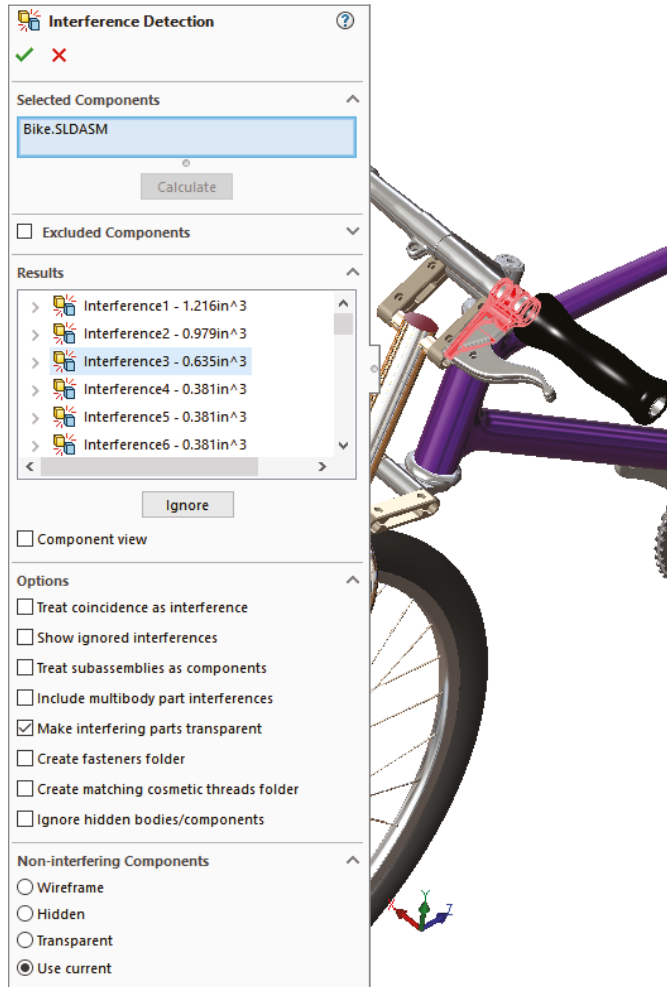 Interference Detection
Selected Components
Bike.SLDASM
Calculate
Excluded Components
Results
Interference1 - 1.216in^3
Interference2 - 0.979in^3
Interference3 - 0.635in^3
Interference4 - 0.381in^3
Interference5 - 0.381in^3
Interference6 - 0.381in^3
Ignore
Component view
Options
Treat coincidence as interference
Show ignored interferences
Treat subassemblies as components
Include multibody part interferences
Make interfering parts transparent
Create fasteners folder
Create matching cosmetic threads folder
Ignore hidden bodies/components
Non-interfering Components
Wireframe
Hidden
Transparent
Use current
X Y Z